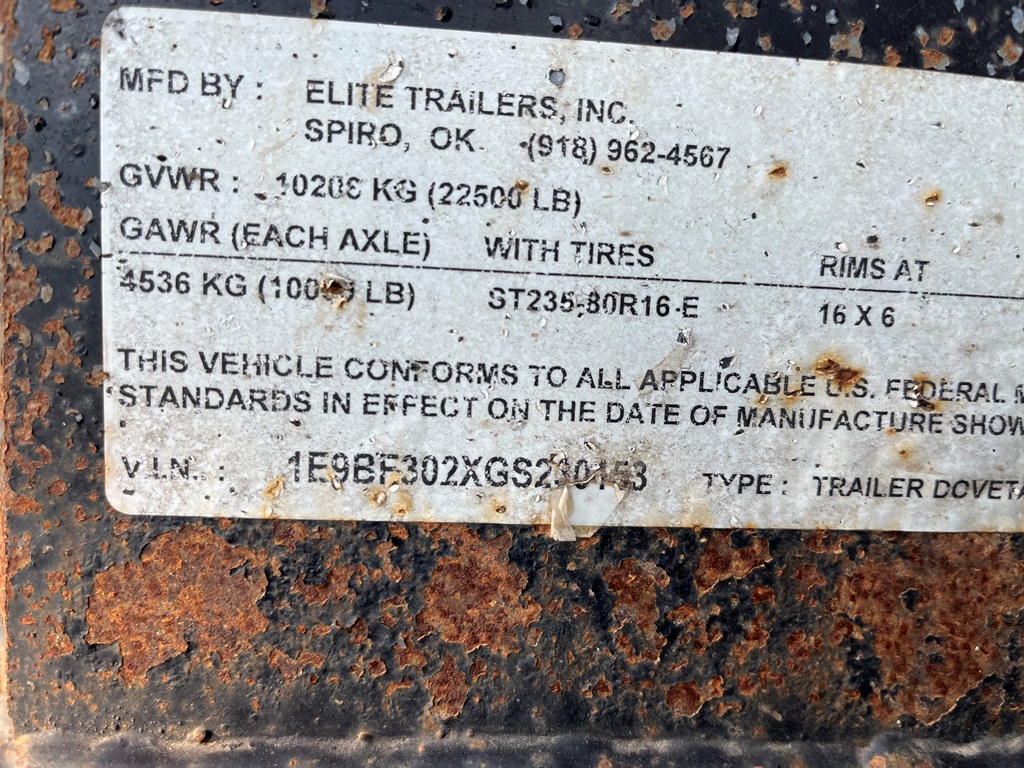 MFD BY : ELITE TRAILERS, INC.
SPIRO, OK. (918) 962-4567
GVWR : 10206 KG (22500 LB)
GAWR (EACH AXLE) WITH TIRES RIMS AT
4536 KG (10000 LB) ST235-80R16-E 16 X 6
THIS VEHICLE CONFORMS TO ALL APPLICABLE U.S. FEDERAL M
STANDARDS IN EFFECT ON THE DATE OF MANUFACTURE SHOW
V.I.N. : TYPE : TRAILER DOVETA